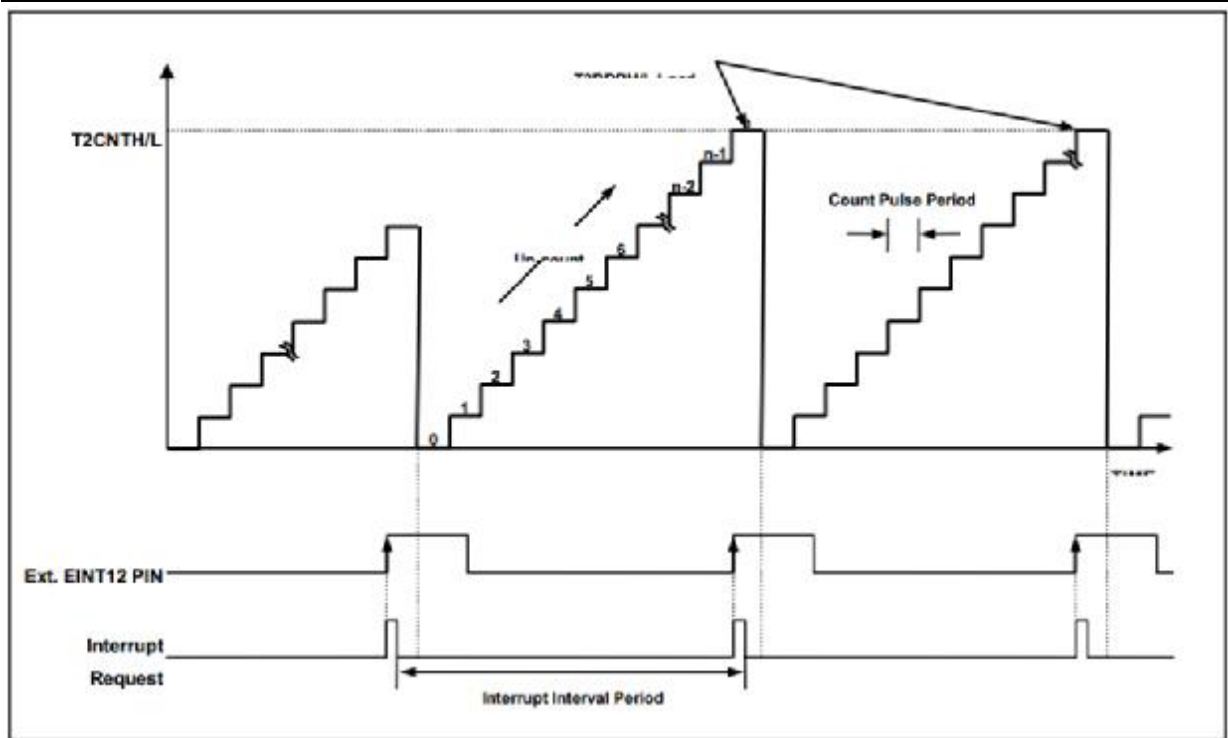 T2CNTH/L
n-1
n-2
Count Pulse Period
6
5
4
3
2
1
0
Ext. EINT12 PIN
Interrupt
Request
Interrupt Interval Period